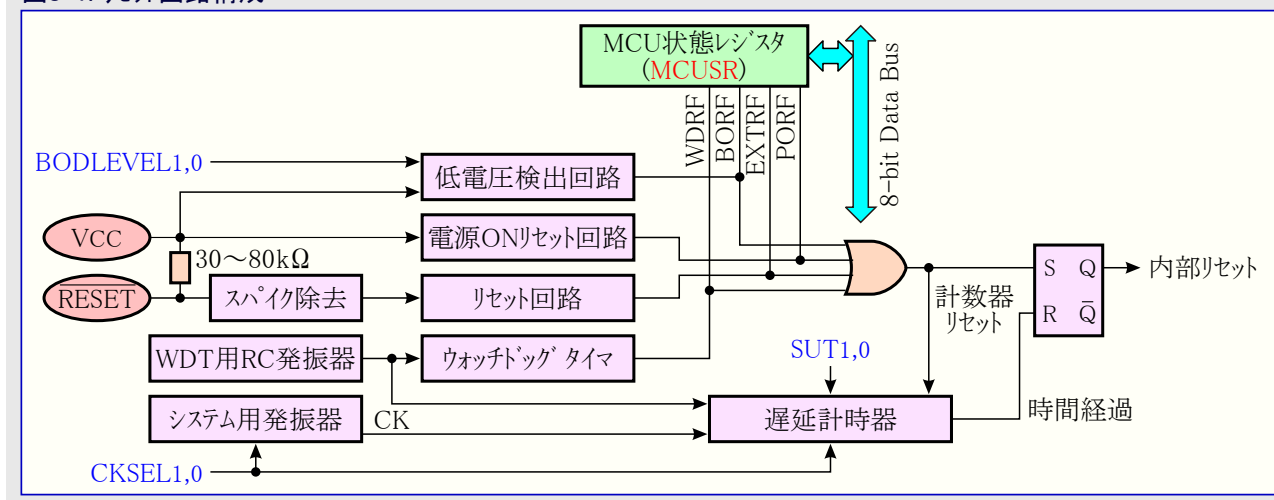 MCU状態レジスタ
(MCUSR)
WDRF
BORF
EXTRF
PORF
8-bit Data Bus
BODLEVEL1,0
低電圧検出回路
VCC
電源ONリセット回路
30～80kΩ
RESET
スパイク除去
リセット回路
S Q
R Q̅
内部リセット
計数器
リセット
WDT用RC発振器
ウォッチドッグ タイマ
SUT1,0
システム用発振器
CK
遅延計時器
時間経過
CKSEL1,0